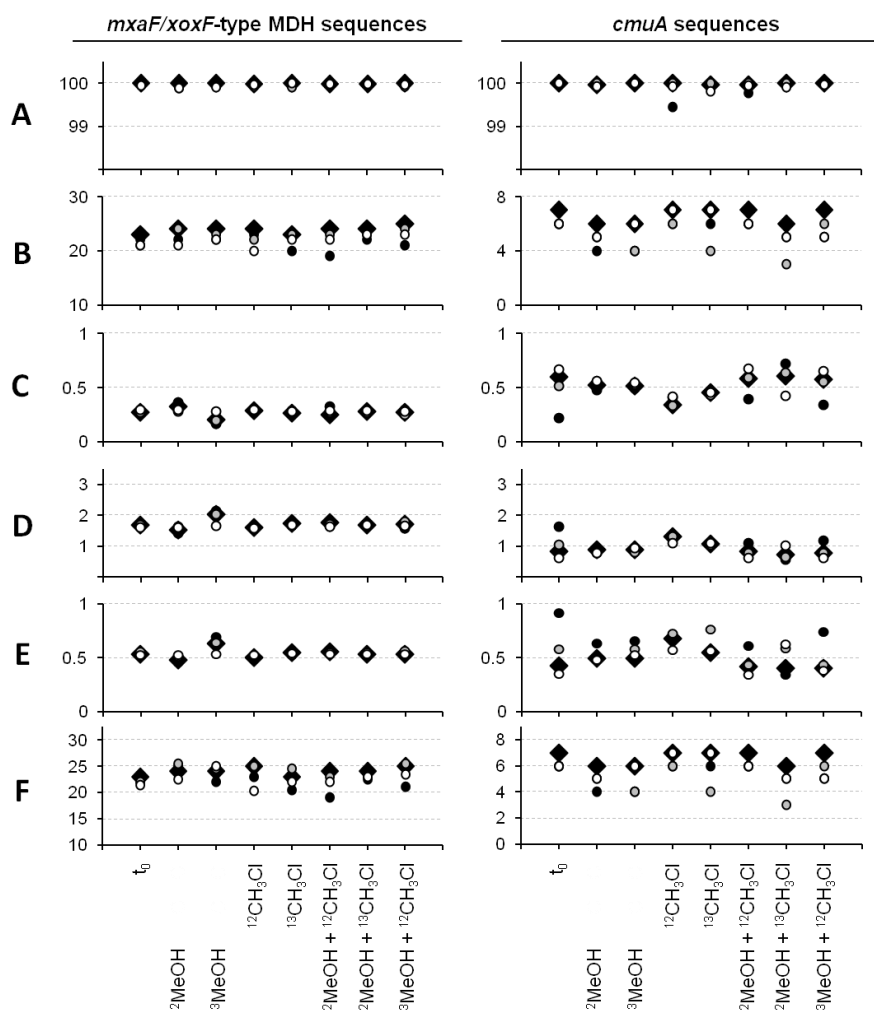 mxaF/xoxF-type MDH sequences
cmuA sequences
A
100
99
100
99
B
30
20
10
8
4
0
C
1
0.5
0
1
0.5
0
D
3
2
1
3
2
1
E
1
0.5
0
1
0.5
0
F
30
25
20
15
10
8
6
4
2
0
t₀
²MeOH
³MeOH
¹²CH₃Cl
¹³CH₃Cl
²MeOH + ¹²CH₃Cl
²MeOH + ¹³CH₃Cl
³MeOH + ¹²CH₃Cl
t₀
²MeOH
³MeOH
¹²CH₃Cl
¹³CH₃Cl
²MeOH + ¹²CH₃Cl
²MeOH + ¹³CH₃Cl
³MeOH + ¹²CH₃Cl